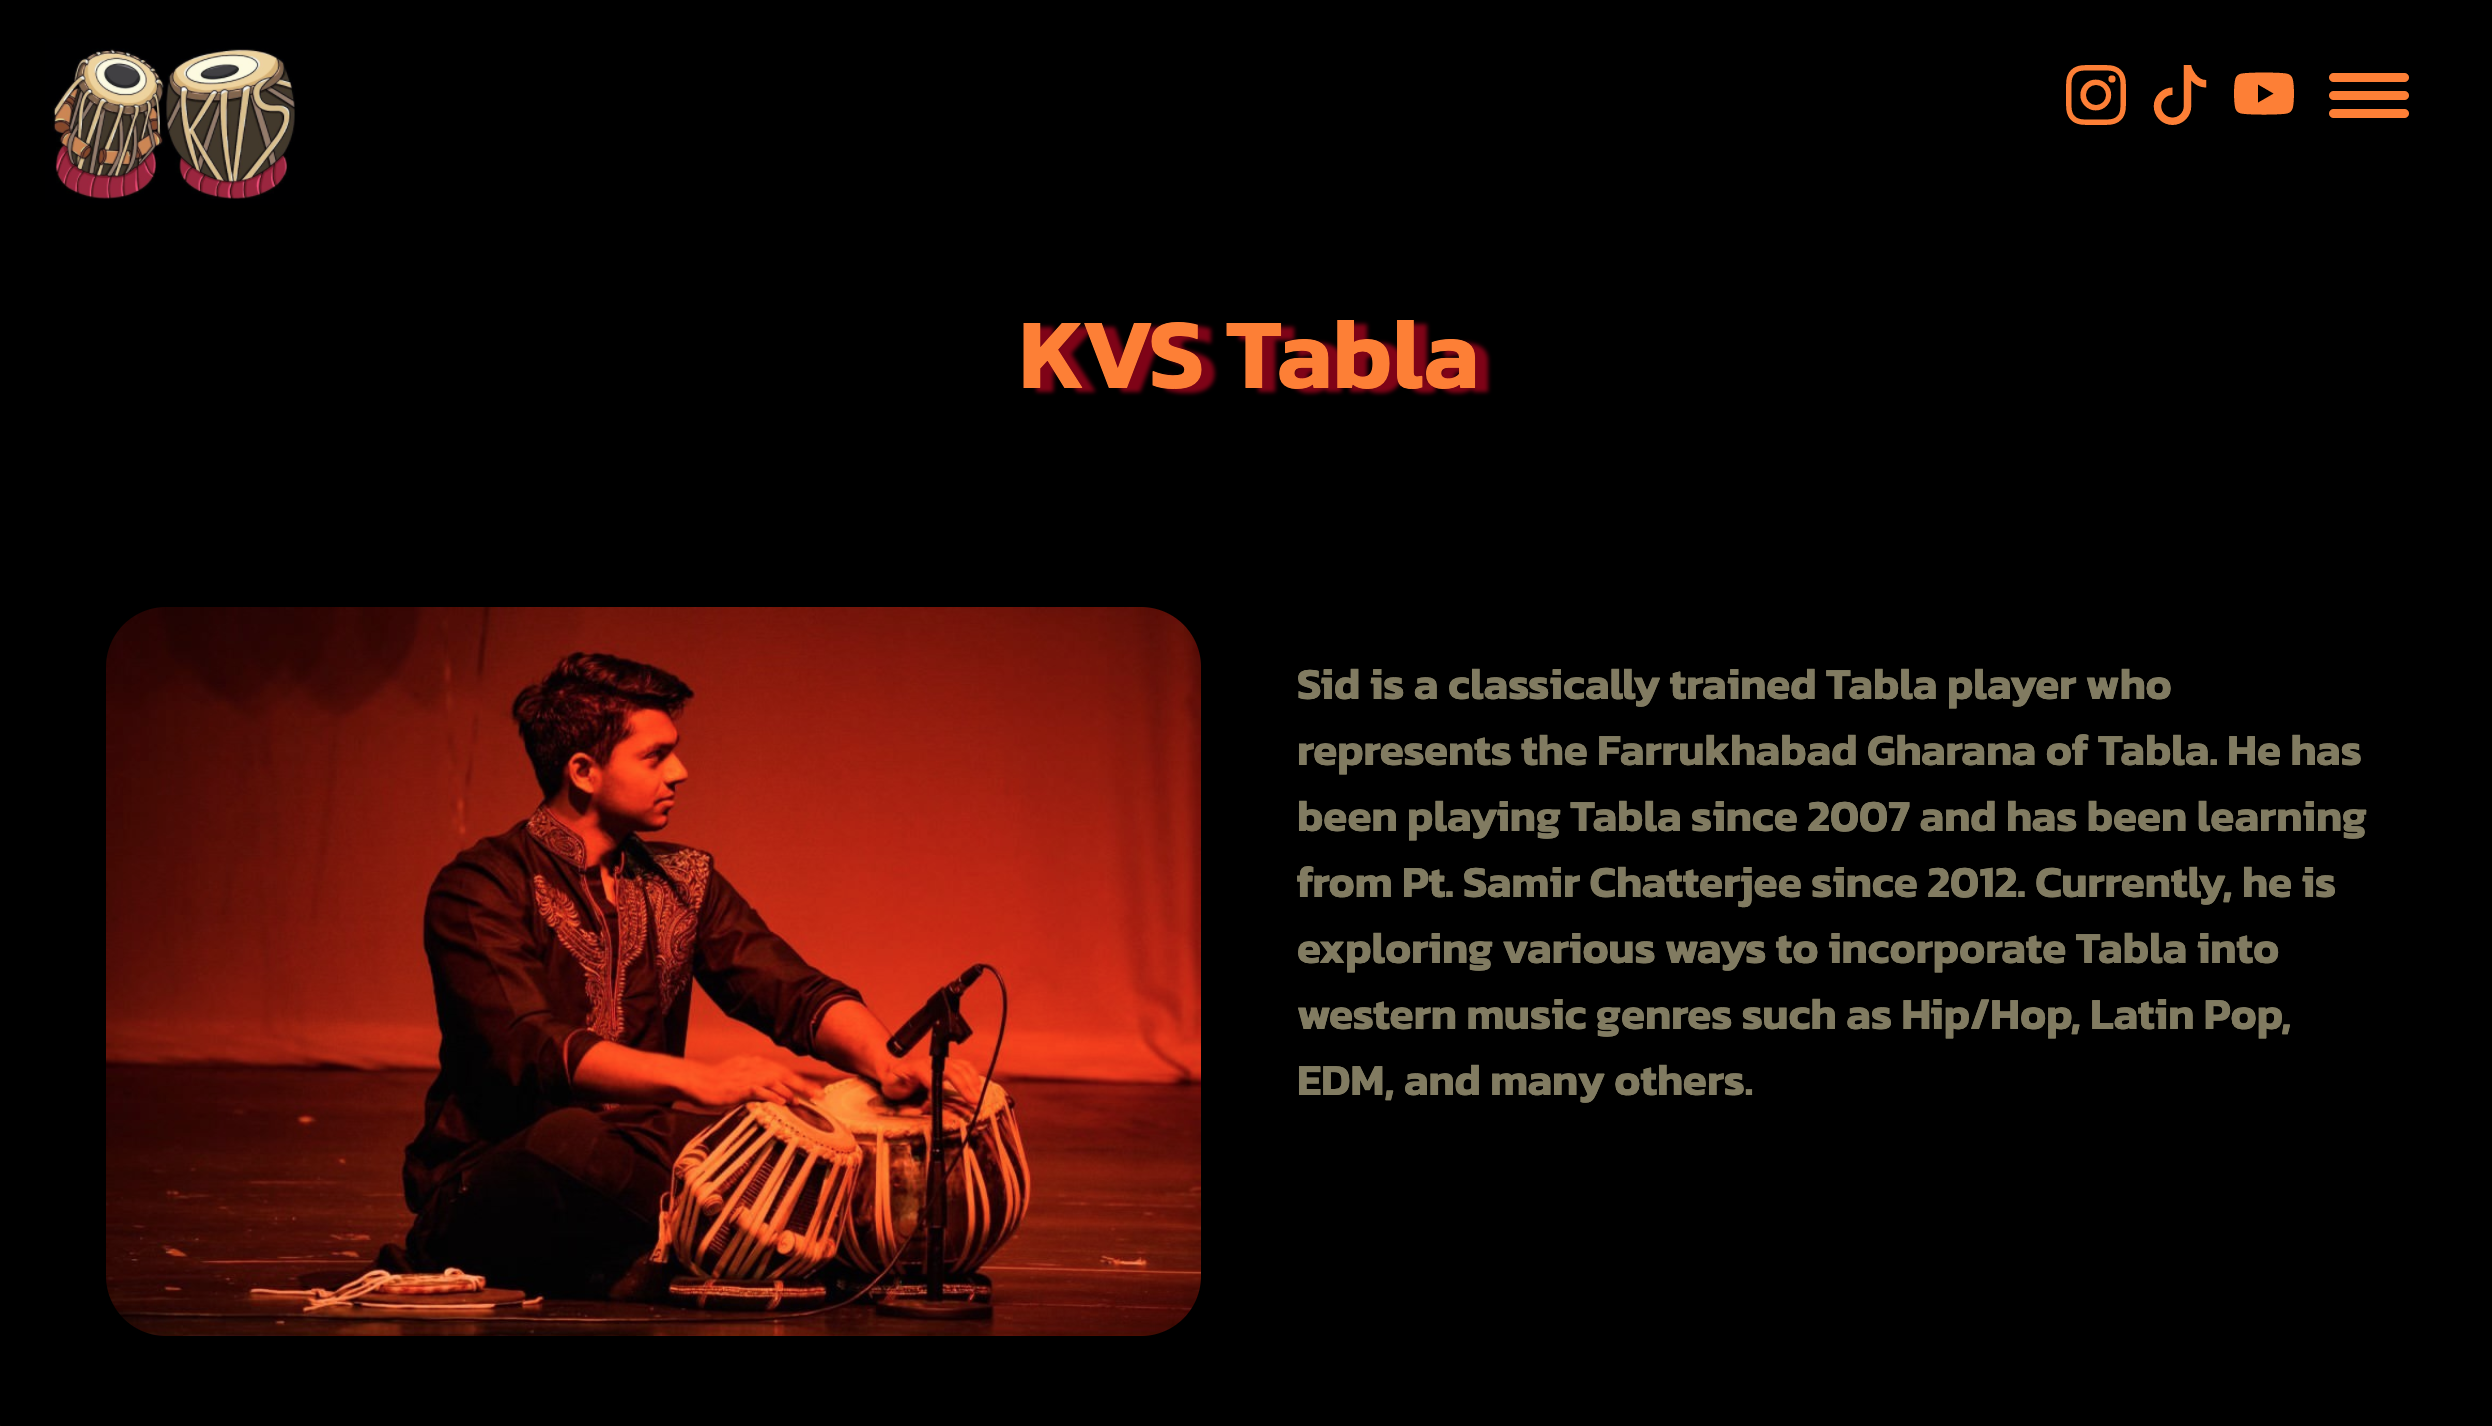 KVS
KVS Tabla
Sid is a classically trained Tabla player who
represents the Farrukhabad Gharana of Tabla. He has
been playing Tabla since 2007 and has been learning
from Pt. Samir Chatterjee since 2012. Currently, he is
exploring various ways to incorporate Tabla into
western music genres such as Hip/Hop, Latin Pop,
EDM, and many others.